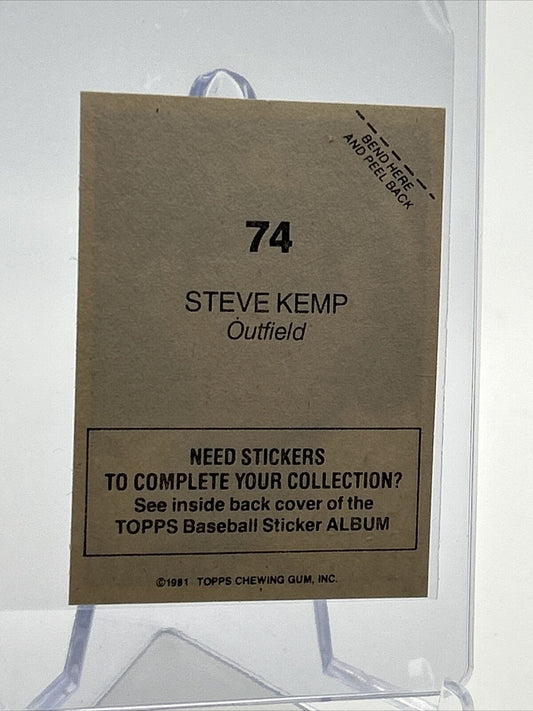 BEND HERE
AND PEEL BACK
74
STEVE KEMP
Outfield
NEED STICKERS
TO COMPLETE YOUR COLLECTION?
See inside back cover of the
TOPPS Baseball Sticker ALBUM
©1981 TOPPS CHEWING GUM, INC.